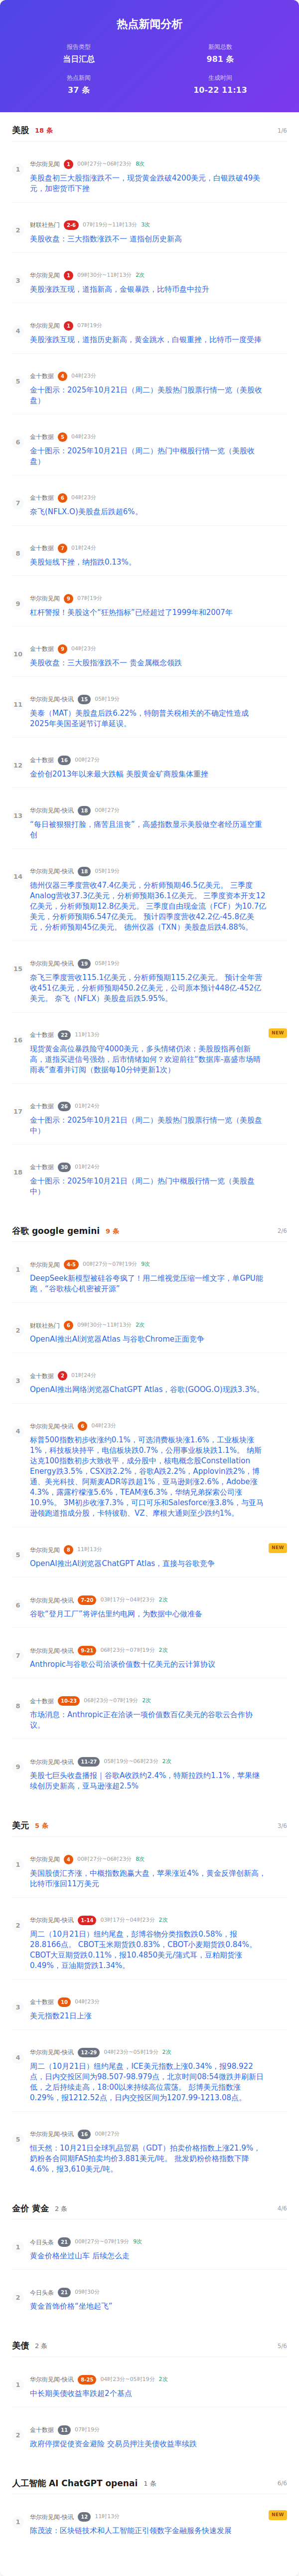 热点新闻分析
报告类型
当日汇总
新闻总数
981 条
热点新闻
37 条
生成时间
10-22 11:13
美股 18 条 1/6
1 华尔街见闻 1 00时27分~06时23分 8次
美股盘初三大股指涨跌不一，现货黄金跌破4200美元，白银跌破49美
元，加密货币下挫
2 财联社热门 2-6 07时19分~11时13分 3次
美股收盘：三大指数涨跌不一 道指创历史新高
3 华尔街见闻 1 09时30分~11时13分 2次
美股涨跌互现，道指新高，金银暴跌，比特币盘中拉升
4 华尔街见闻 1 07时19分
美股涨跌互现，道指历史新高，黄金跳水，白银重挫，比特币一度受捧
5 金十数据 4 04时23分
金十图示：2025年10月21日（周二）美股热门股票行情一览（美股收
盘）
6 金十数据 5 04时23分
金十图示：2025年10月21日（周二）热门中概股行情一览（美股收
盘）
7 金十数据 6 04时23分
奈飞(NFLX.O)美股盘后跌超6%。
8 金十数据 7 01时24分
美股短线下挫，纳指跌0.13%。
9 华尔街见闻 9 07时19分
杠杆警报！美股这个“狂热指标”已经超过了1999年和2007年
10 金十数据 9 04时23分
美股收盘：三大股指涨跌不一 贵金属概念领跌
11 华尔街见闻-快讯 15 05时19分
美泰（MAT）美股盘后跌6.22%，特朗普关税相关的不确定性造成
2025年美国圣诞节订单延误。
12 金十数据 16 00时27分
金价创2013年以来最大跌幅 美股黄金矿商股集体重挫
13 华尔街见闻-快讯 18 00时27分
“每日被狠狠打脸，痛苦且沮丧”，高盛指数显示美股做空者经历逼空重
创
14 华尔街见闻-快讯 18 05时19分
德州仪器三季度营收47.4亿美元，分析师预期46.5亿美元。 三季度
Analog营收37.3亿美元，分析师预期36.1亿美元。 三季度资本开支12
亿美元，分析师预期12.8亿美元。 三季度自由现金流（FCF）为10.7亿
美元，分析师预期6.547亿美元。 预计四季度营收42.2亿-45.8亿美
元，分析师预期45亿美元。 德州仪器（TXN）美股盘后跌4.88%。
15 华尔街见闻-快讯 19 05时19分
奈飞三季度营收115.1亿美元，分析师预期115.2亿美元。 预计全年营
收451亿美元，分析师预期450.2亿美元，公司原本预计448亿-452亿
美元。 奈飞（NFLX）美股盘后跌5.95%。
16 金十数据 22 11时13分 NEW
现货黄金高位暴跌险守4000美元，多头情绪仍浓；美股股指再创新
高，道指买进信号强劲，后市情绪如何？欢迎前往“数据库-嘉盛市场晴
雨表”查看并订阅（数据每10分钟更新1次）
17 金十数据 26 01时24分
金十图示：2025年10月21日（周二）美股热门股票行情一览（美股盘
中）
18 金十数据 30 01时24分
金十图示：2025年10月21日（周二）热门中概股行情一览（美股盘
中）
谷歌 google gemini 9 条 2/6
1 华尔街见闻 4-5 00时27分~07时19分 9次
DeepSeek新模型被硅谷夸疯了！用二维视觉压缩一维文字，单GPU能
跑，“谷歌核心机密被开源”
2 财联社热门 6 09时30分~11时13分 2次
OpenAI推出AI浏览器Atlas 与谷歌Chrome正面竞争
3 金十数据 2 01时24分
OpenAI推出网络浏览器ChatGPT Atlas，谷歌(GOOG.O)现跌3.3%。
4 华尔街见闻-快讯 6 04时23分
标普500指数初步收涨约0.1%，可选消费板块涨1.6%，工业板块涨
1%，科技板块持平，电信板块跌0.7%，公用事业板块跌1.1%。 纳斯
达克100指数初步大致收平，成分股中，核电概念股Constellation
Energy跌3.5%，CSX跌2.2%，谷歌A跌2.2%，Applovin跌2%，博
通、美光科技、阿斯麦ADR等跌超1%，亚马逊则涨2.6%，Adobe涨
4.3%，露露柠檬涨5.6%，TEAM涨6.3%，华纳兄弟探索公司涨
10.9%。 3M初步收涨7.3%，可口可乐和Salesforce涨3.8%，与亚马
逊领跑道指成分股，卡特彼勒、VZ、摩根大通则至少跌约1%。
5 华尔街见闻 8 11时13分 NEW
OpenAI推出AI浏览器ChatGPT Atlas，直接与谷歌竞争
6 华尔街见闻-快讯 7-20 03时17分~04时23分 2次
谷歌“登月工厂”将评估里约电网，为数据中心做准备
7 华尔街见闻-快讯 9-21 06时23分~07时19分 2次
Anthropic与谷歌公司洽谈价值数十亿美元的云计算协议
8 金十数据 10-23 06时23分~07时19分 2次
市场消息：Anthropic正在洽谈一项价值数百亿美元的谷歌云合作协
议。
9 华尔街见闻-快讯 11-27 05时19分~06时23分 2次
美股七巨头收盘播报｜谷歌A收跌约2.4%，特斯拉跌约1.1%，苹果继
续创历史新高，亚马逊涨超2.5%
美元 5 条 3/6
1 华尔街见闻 4 00时27分~06时23分 8次
美国股债汇齐涨，中概指数跑赢大盘，苹果涨近4%，黄金反弹创新高，
比特币涨回11万美元
2 华尔街见闻-快讯 1-14 03时17分~04时23分 2次
周二（10月21日）纽约尾盘，彭博谷物分类指数跌0.58%，报
28.8166点。 CBOT玉米期货跌0.83%，CBOT小麦期货跌0.84%。
CBOT大豆期货跌0.11%，报10.4850美元/蒲式耳，豆粕期货涨
0.49%，豆油期货跌1.34%。
3 金十数据 10 04时23分
美元指数21日上涨
4 华尔街见闻-快讯 12-29 04时23分~05时19分 2次
周二（10月21日）纽约尾盘，ICE美元指数上涨0.34%，报98.922
点，日内交投区间为98.507-98.979点，北京时间08:54微跌并刷新日
低，之后持续走高，18:00以来持续高位震荡。 彭博美元指数涨
0.29%，报1212.52点，日内交投区间为1207.99-1213.08点。
5 华尔街见闻-快讯 16 00时27分
恒天然：10月21日全球乳品贸易（GDT）拍卖价格指数上涨21.9%，
奶粉各合同期FAS拍卖均价3.881美元/吨。 批发奶粉价格指数下降
4.6%，报3,610美元/吨。
金价 黄金 2 条 4/6
1 今日头条 21 00时27分~07时19分 9次
黄金价格坐过山车 后续怎么走
2 今日头条 21 09时30分
黄金首饰价格“坐地起飞”
美债 2 条 5/6
1 华尔街见闻-快讯 8-25 04时23分~05时19分 2次
中长期美债收益率跌超2个基点
2 金十数据 11 07时19分
政府停摆促使资金避险 交易员押注美债收益率续跌
人工智能 AI ChatGPT openai 1 条 6/6
1 华尔街见闻-快讯 12 11时13分 NEW
陈茂波：区块链技术和人工智能正引领数字金融服务快速发展